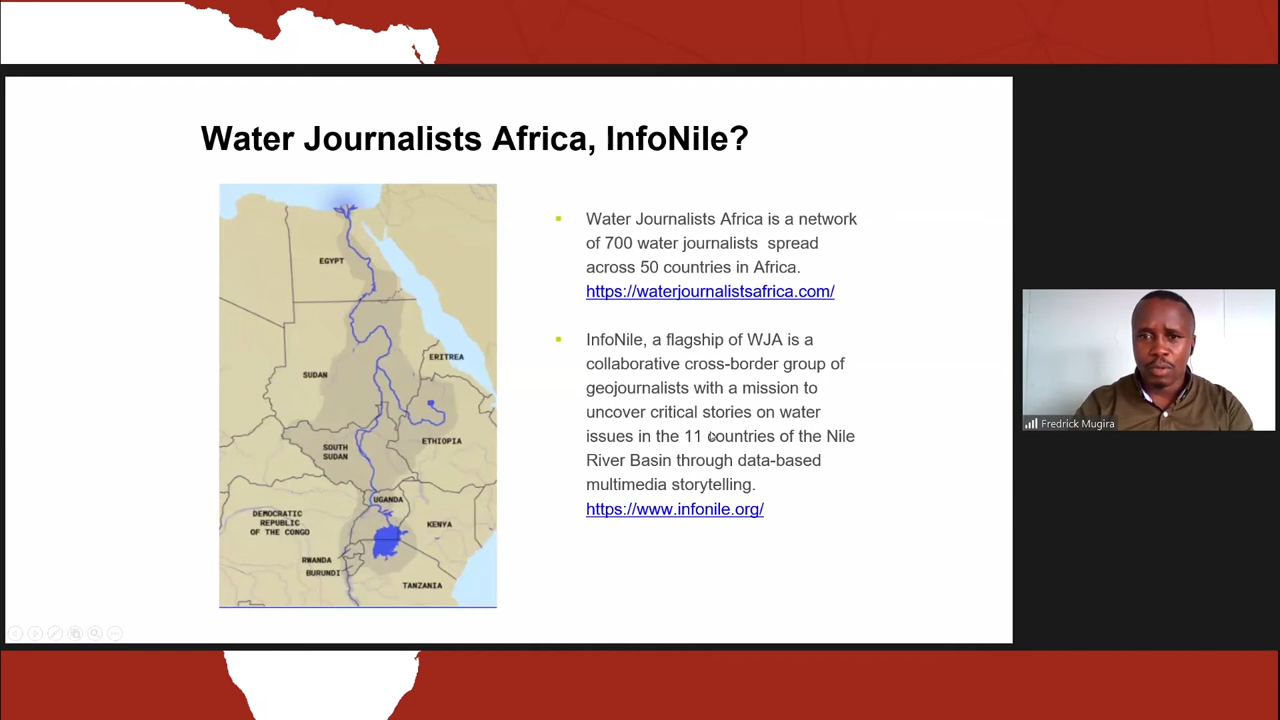 Water Journalists Africa, InfoNile?
EGYPT
ERITREA
SUDAN
ETHIOPIA
SOUTH
SUDAN
UGANDA
DEMOCRATIC
REPUBLIC
OF THE CONGO
KENYA
RWANDA
BURUNDI
TANZANIA
Water Journalists Africa is a network
of 700 water journalists spread
across 50 countries in Africa.
https://waterjournalistsafrica.com/
InfoNile, a flagship of WJA is a
collaborative cross-border group of
geojournalists with a mission to
uncover critical stories on water
issues in the 11 countries of the Nile
River Basin through data-based
multimedia storytelling.
https://www.infonile.org/
Fredrick Mugira